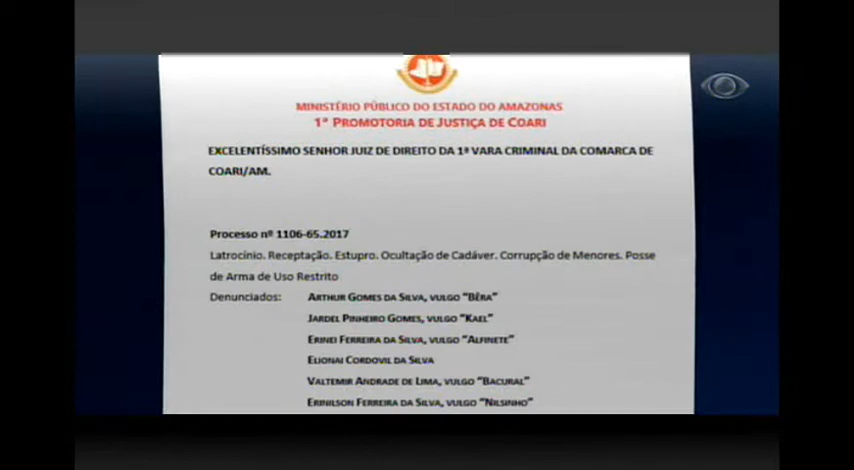 MINISTÉRIO PÚBLICO DO ESTADO DO AMAZONAS
1ª PROMOTORIA DE JUSTIÇA DE COARI
EXCELENTÍSSIMO SENHOR JUIZ DE DIREITO DA 1ª VARA CRIMINAL DA COMARCA DE
COARI/AM.
Processo nº 1106-65.2017
Latrocínio. Receptação. Estupro. Ocultação de Cadáver. Corrupção de Menores. Posse
de Arma de Uso Restrito
Denunciados: ARTHUR GOMES DA SILVA, VULGO "BÊRA"
JARDEL PINHEIRO GOMES, VULGO "KAEL"
ERINEI FERREIRA DA SILVA, VULGO "ALFINETE"
ELIONAI CORDOVIL DA SILVA
VALTEMIR ANDRADE DE LIMA, VULGO "BACURAL"
ERINILSON FERREIRA DA SILVA, VULGO "NILSINHO"